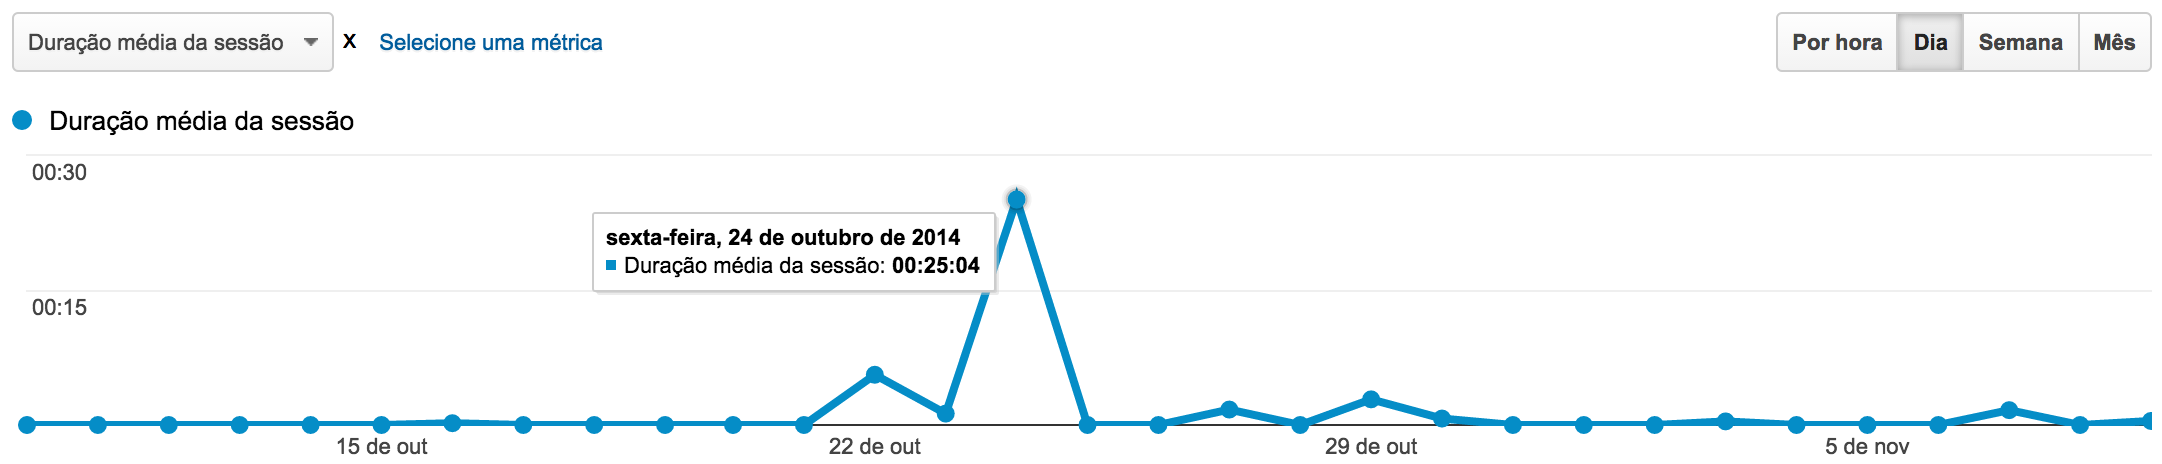 Duração média da sessão X Selecione uma métrica Por hora Dia Semana Mês
Duração média da sessão
00:30
sexta-feira, 24 de outubro de 2014
Duração média da sessão: 00:25:04
00:15
15 de out 22 de out 29 de out 5 de nov